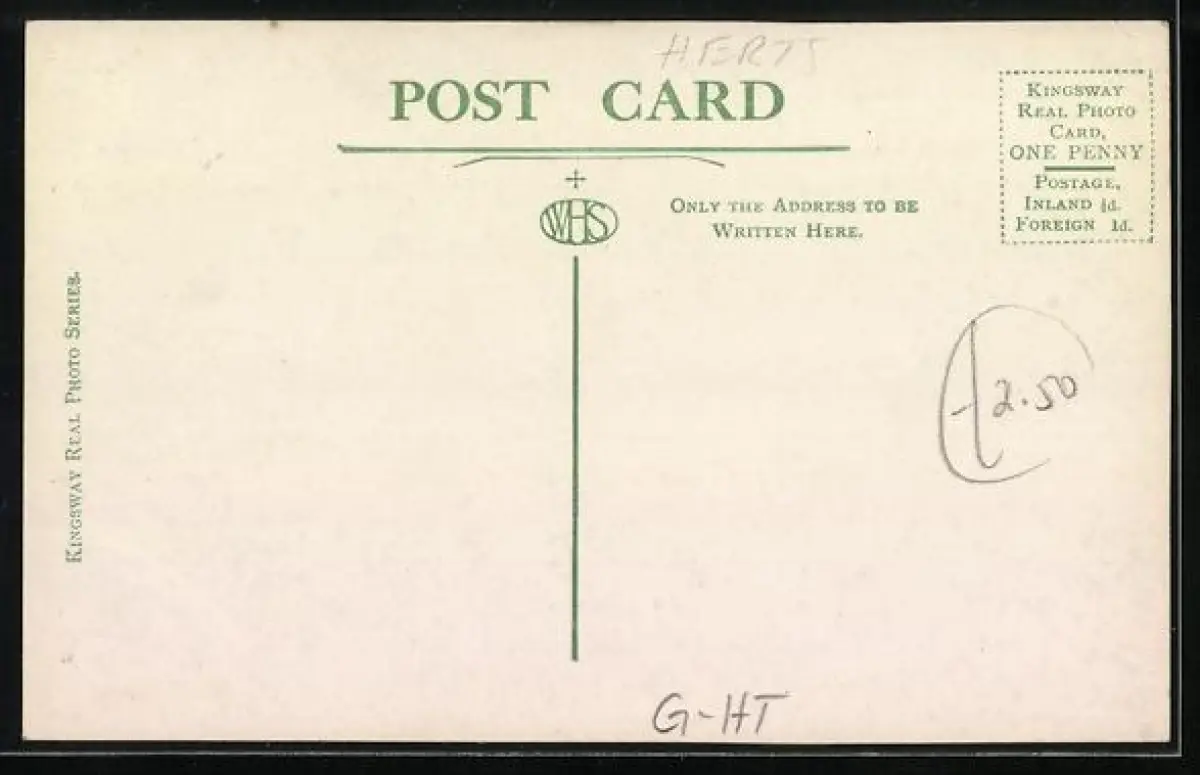 HERTS
POST CARD
WHS
ONLY THE ADDRESS TO BE
WRITTEN HERE.
KINGSWAY
REAL PHOTO
CARD,
ONE PENNY
POSTAGE,
INLAND ½d.
FOREIGN 1d.
KINGSWAY REAL PHOTO SERIES.
2.50
G-HT